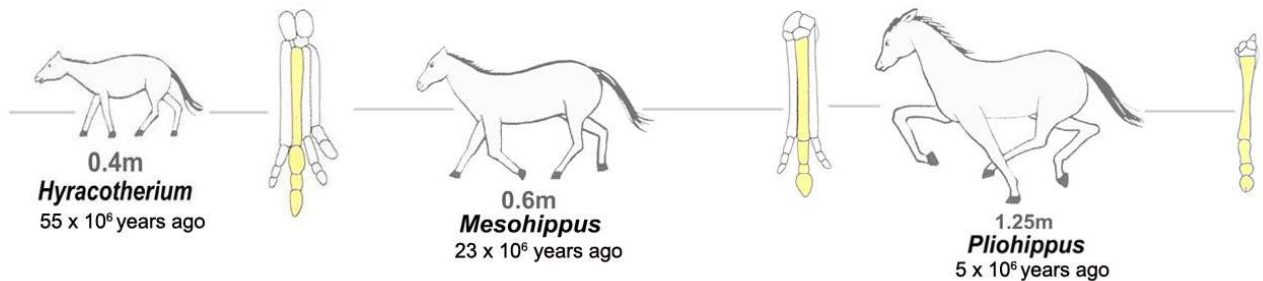 0.4m
Hyracotherium
55 x 10⁶ years ago
0.6m
Mesohippus
23 x 10⁶ years ago
1.25m
Pliohippus
5 x 10⁶ years ago